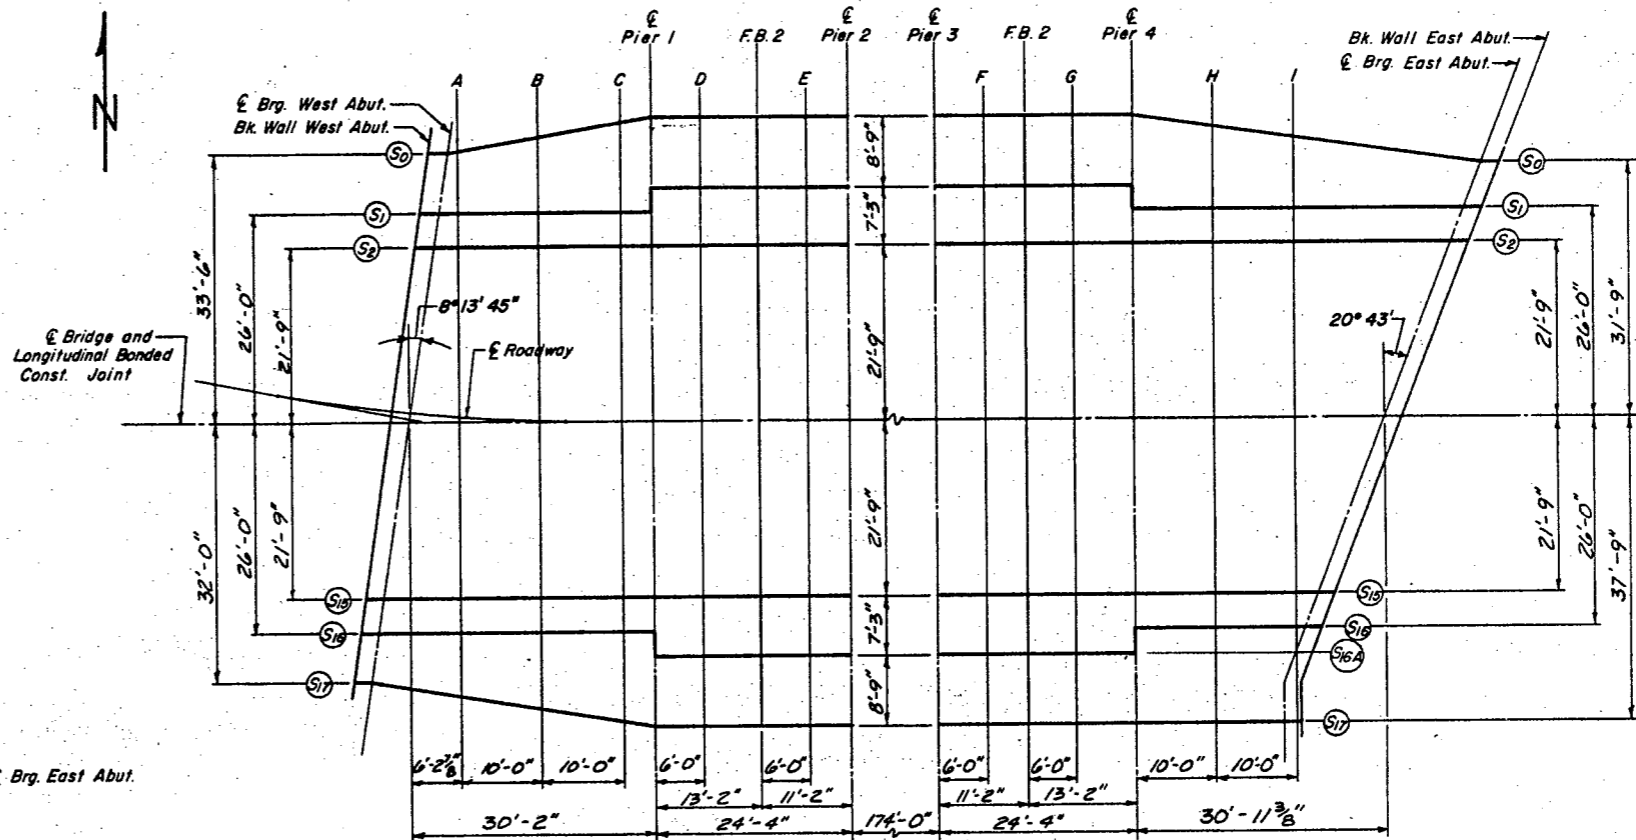 N
℄ Pier 1
F.B. 2
℄ Pier 2
℄ Pier 3
F.B. 2
℄ Pier 4
Bk. Wall East Abut.
℄ Brg. East Abut.
A
B
C
D
E
F
G
H
I
℄ Brg. West Abut.
Bk. Wall West Abut.
S0
S0
S1
S1
S2
S2
8'-9"
7'-3"
21'-9"
33'-6"
26'-0"
21'-9"
8° 13' 45"
℄ Roadway
20° 43'
21'-9"
26'-0"
31'-9"
℄ Bridge and
Longitudinal Bonded
Const. Joint
32'-0"
26'-0"
21'-9"
21'-9"
7'-3"
8'-9"
21'-9"
26'-0"
37'-9"
S15
S15
S16
S16
S16A
S17
S17
Brg. East Abut.
6'-2 7/8"
10'-0"
10'-0"
6'-0"
6'-0"
6'-0"
6'-0"
10'-0"
10'-0"
13'-2"
11'-2"
11'-2"
13'-2"
30'-2"
24'-4"
174'-0"
24'-4"
30'-11 3/8"